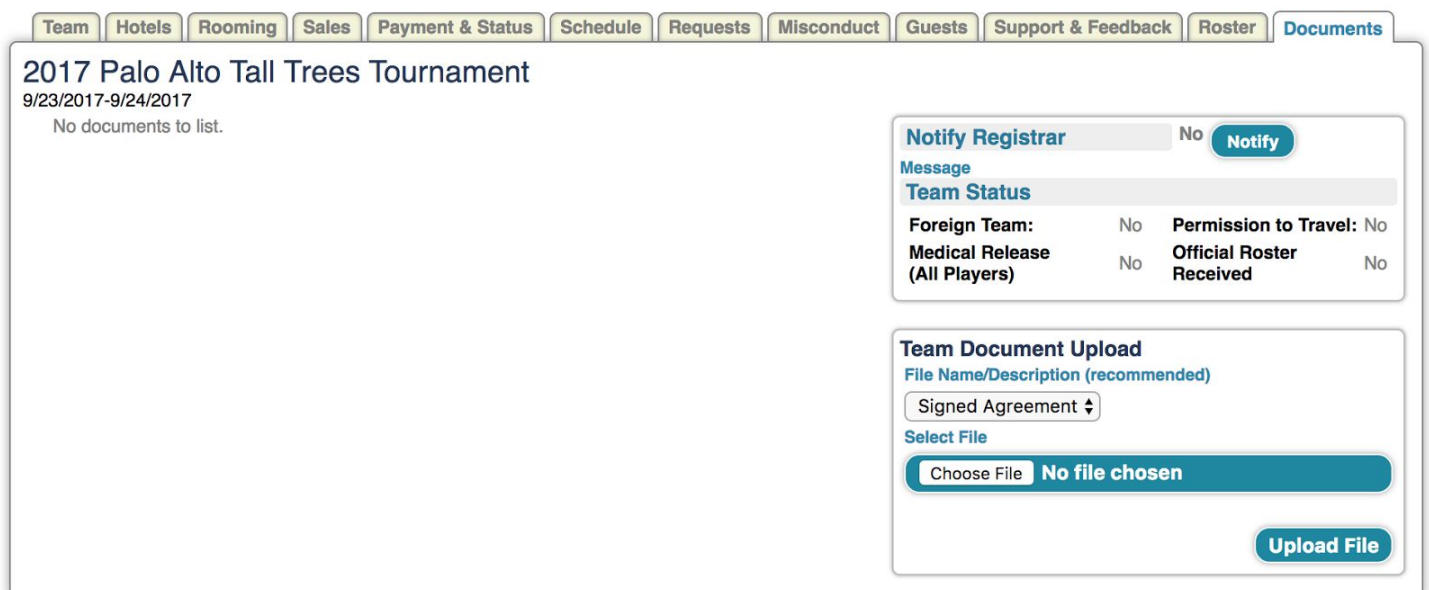 Team Hotels Rooming Sales Payment & Status Schedule Requests Misconduct Guests Support & Feedback Roster Documents
2017 Palo Alto Tall Trees Tournament
9/23/2017-9/24/2017
No documents to list.
Notify Registrar No Notify
Message
Team Status
Foreign Team: No Permission to Travel: No
Medical Release (All Players) No Official Roster Received No
Team Document Upload
File Name/Description (recommended)
Signed Agreement
Select File
Choose File No file chosen
Upload File